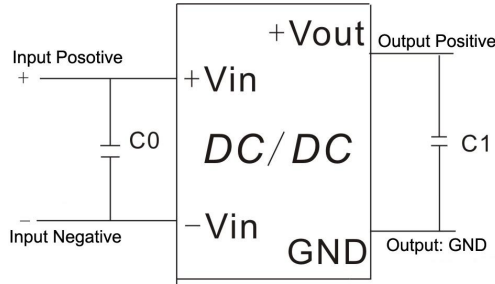 +Vout
Output Positive
Input Posotive
+
+Vin
C0
DC/DC
C1
−
−Vin
Input Negative
GND
Output: GND